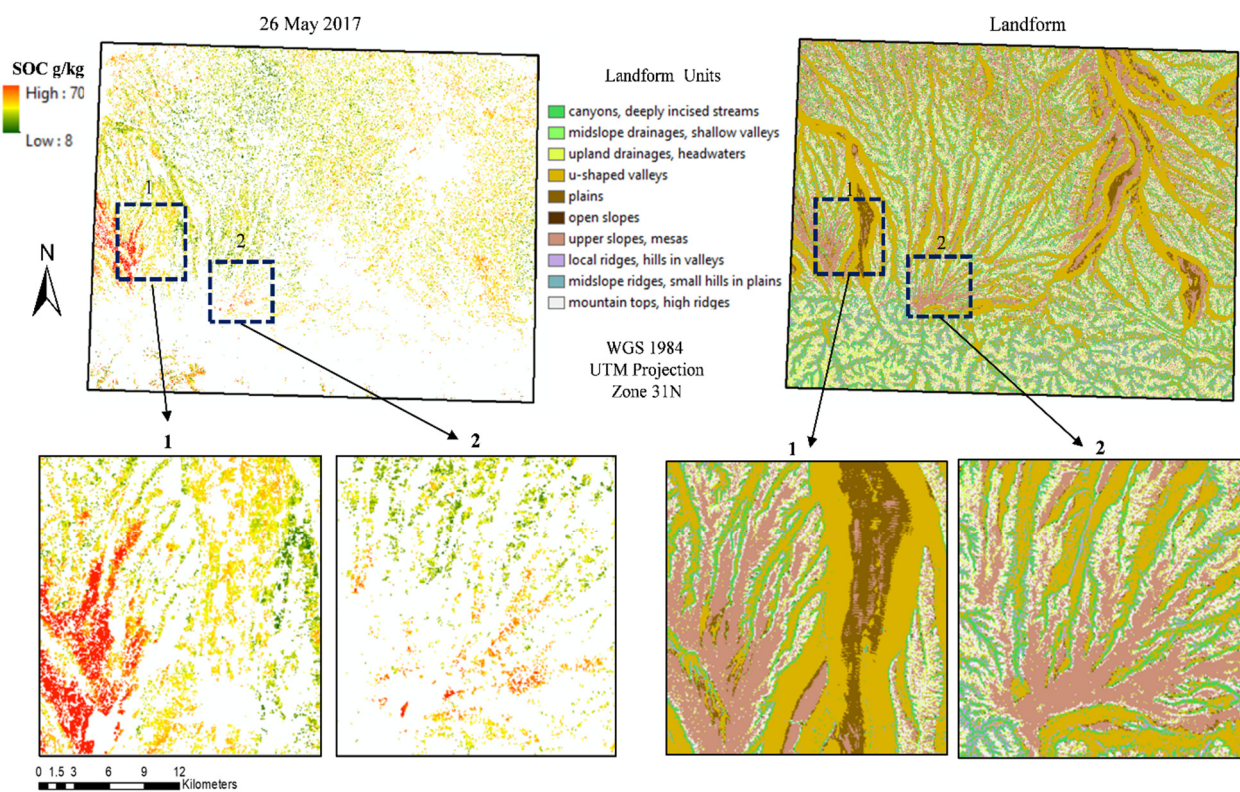 26 May 2017
Landform
SOC g/kg
High : 70
Low : 8
Landform Units
canyons, deeply incised streams
midslope drainages, shallow valleys
upland drainages, headwaters
u-shaped valleys
plains
open slopes
upper slopes, mesas
local ridges, hills in valleys
midslope ridges, small hills in plains
mountain tops, high ridges
WGS 1984
UTM Projection
Zone 31N
N
1
2
1
2
1
2
1
2
0 1.5 3 6 9 12
Kilometers